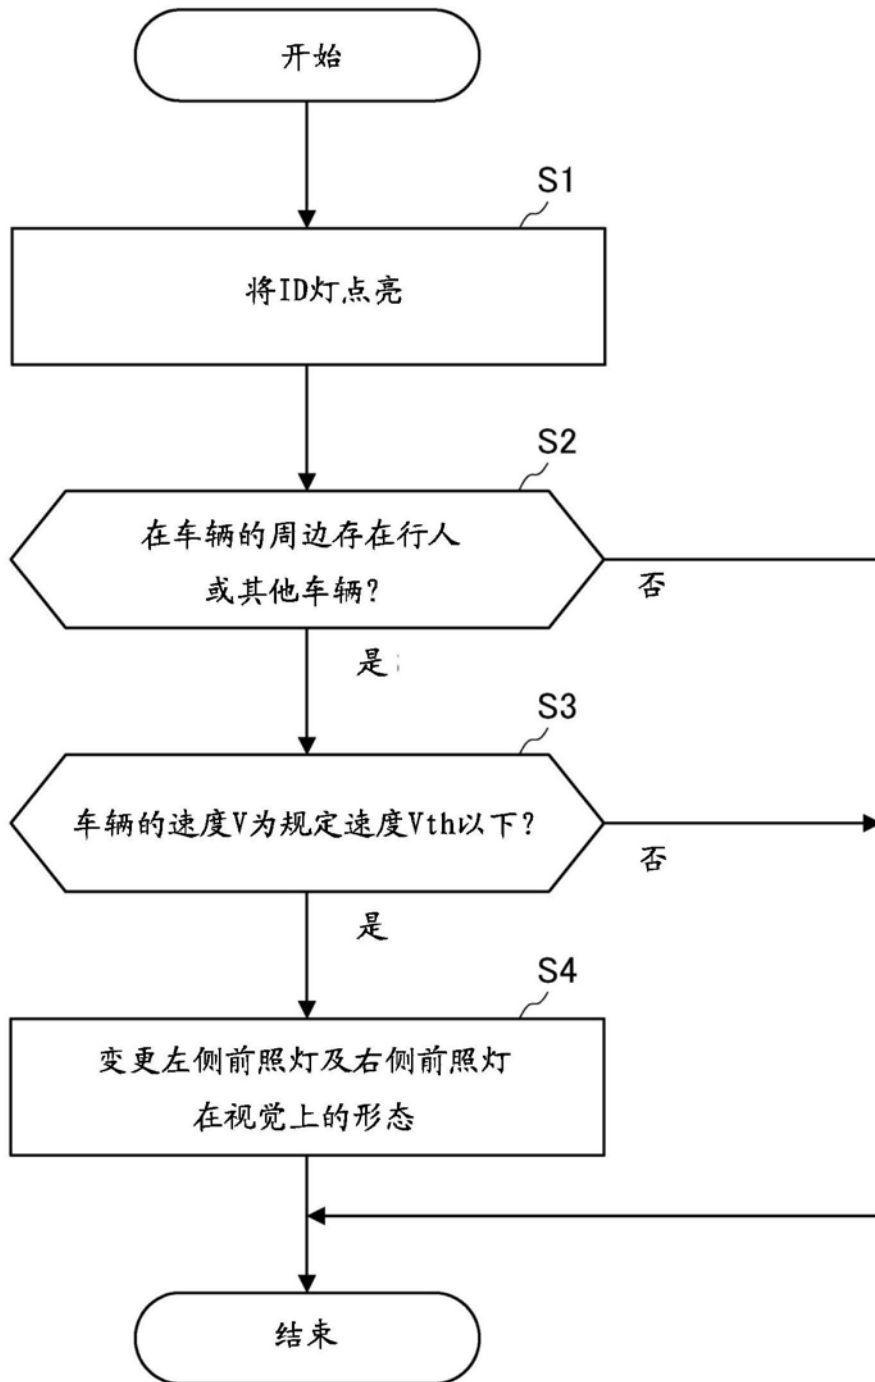 开始
S1
将ID灯点亮
S2
在车辆的周边存在行人
或其他车辆?
否
是
S3
车辆的速度V为规定速度Vth以下?
否
是
S4
变更左侧前照灯及右侧前照灯
在视觉上的形态
结束